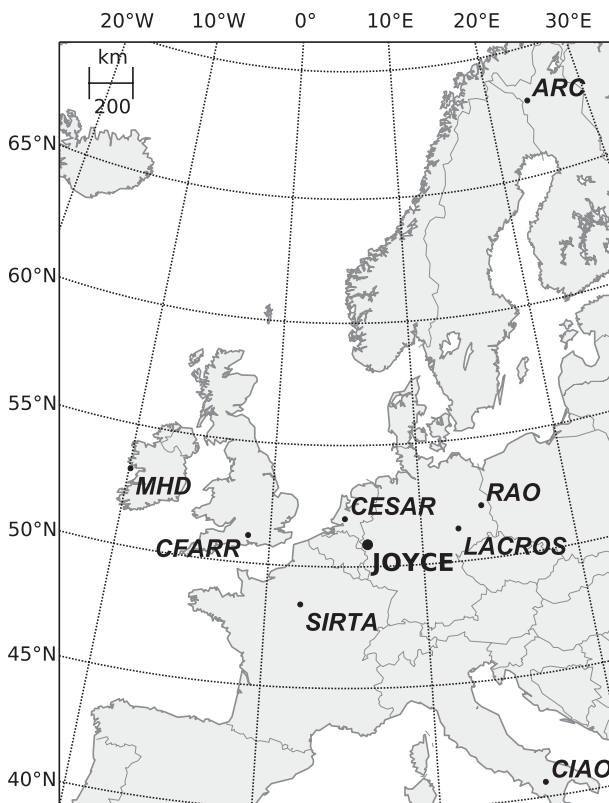 20°W 10°W 0° 10°E 20°E 30°E
km
200
ARC
65°N
60°N
55°N
MHD
CESAR
RAO
50°N
CFARR
LACROS
JOYCE
SIRTA
45°N
CIAO
40°N